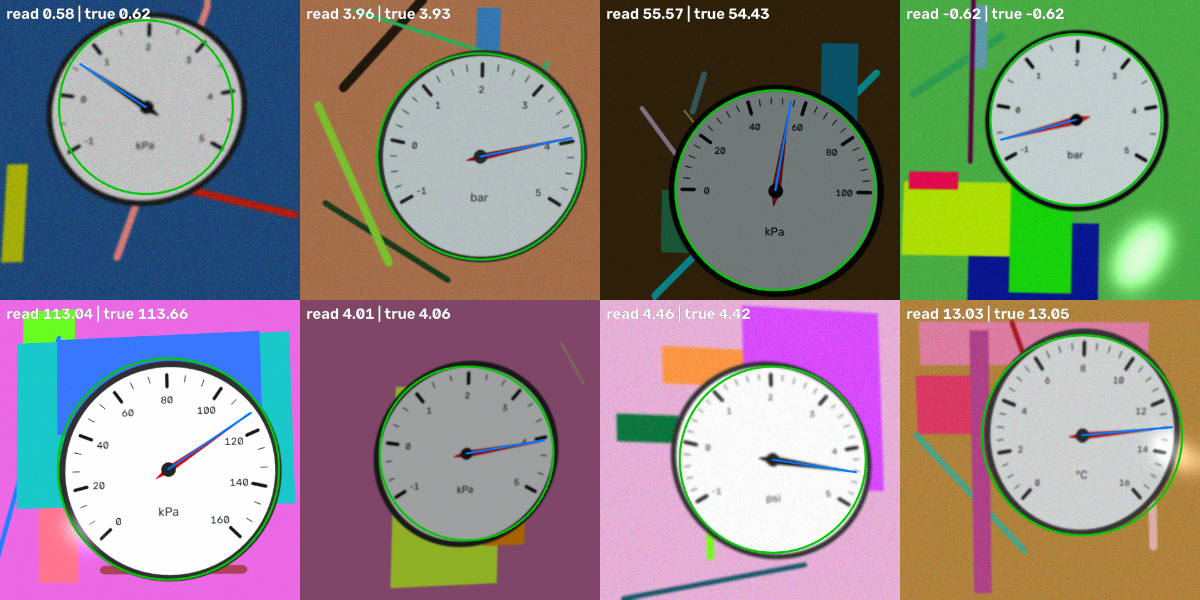 read 0.58 | true 0.62
-1 0 1 2 3 4 5
kPa
read 3.96 | true 3.93
-1 0 1 2 3 4 5
bar
read 55.57 | true 54.43
0 20 40 60 80 100
kPa
read -0.62 | true -0.62
-1 0 1 2 3 4 5
bar
read 113.04 | true 113.66
0 20 40 60 80 100 120 140 160
kPa
read 4.01 | true 4.06
-1 0 1 2 3 4 5
kPa
read 4.46 | true 4.42
-1 0 1 2 3 4 5
psi
read 13.03 | true 13.05
0 2 4 6 8 10 12 14 16
°C